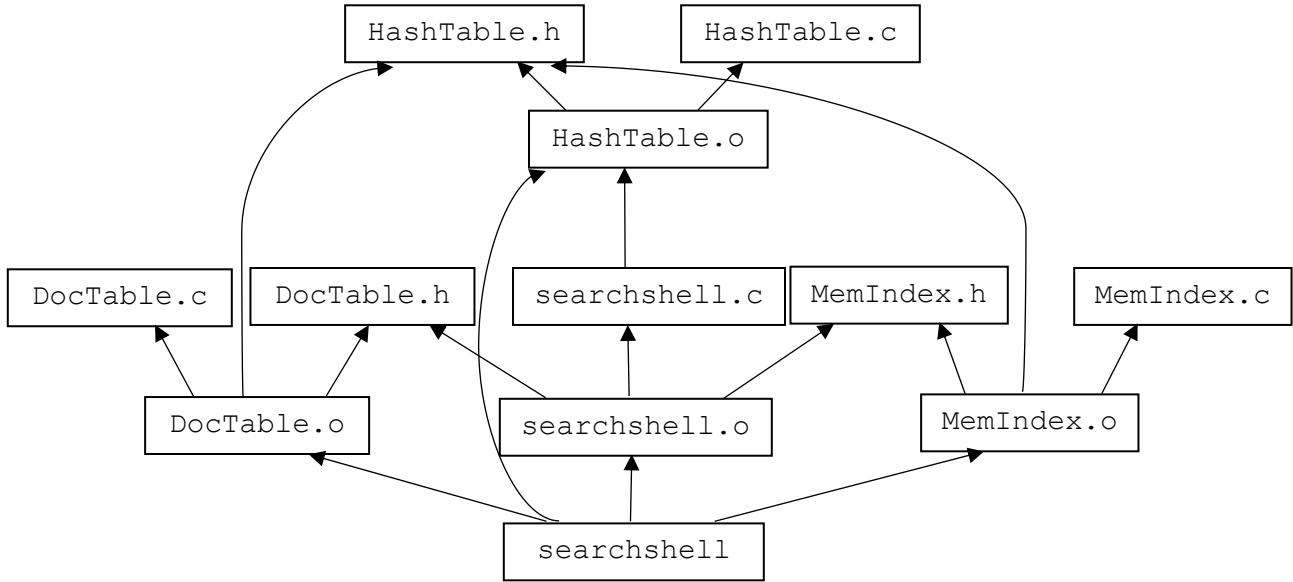 HashTable.h
HashTable.c
HashTable.o
DocTable.c
DocTable.h
searchshell.c
MemIndex.h
MemIndex.c
DocTable.o
searchshell.o
MemIndex.o
searchshell